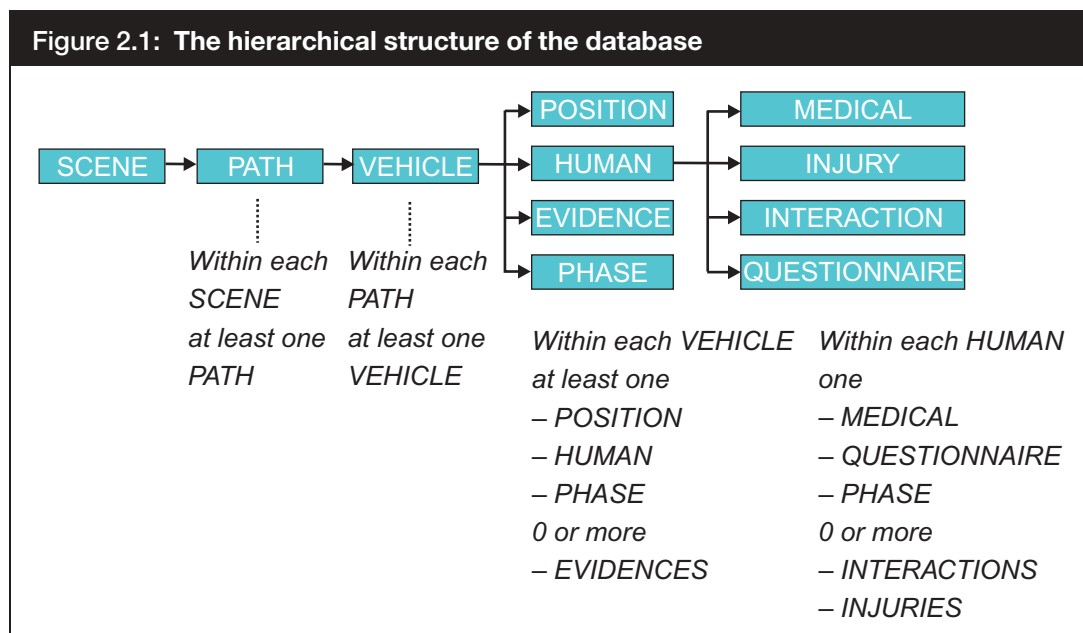 Figure 2.1: The hierarchical structure of the database
POSITION
MEDICAL
SCENE
PATH
VEHICLE
HUMAN
INJURY
EVIDENCE
INTERACTION
PHASE
QUESTIONNAIRE
Within each
SCENE
at least one
PATH
Within each
PATH
at least one
VEHICLE
Within each VEHICLE
at least one
– POSITION
– HUMAN
– PHASE
0 or more
– EVIDENCES
Within each HUMAN
one
– MEDICAL
– QUESTIONNAIRE
– PHASE
0 or more
– INTERACTIONS
– INJURIES